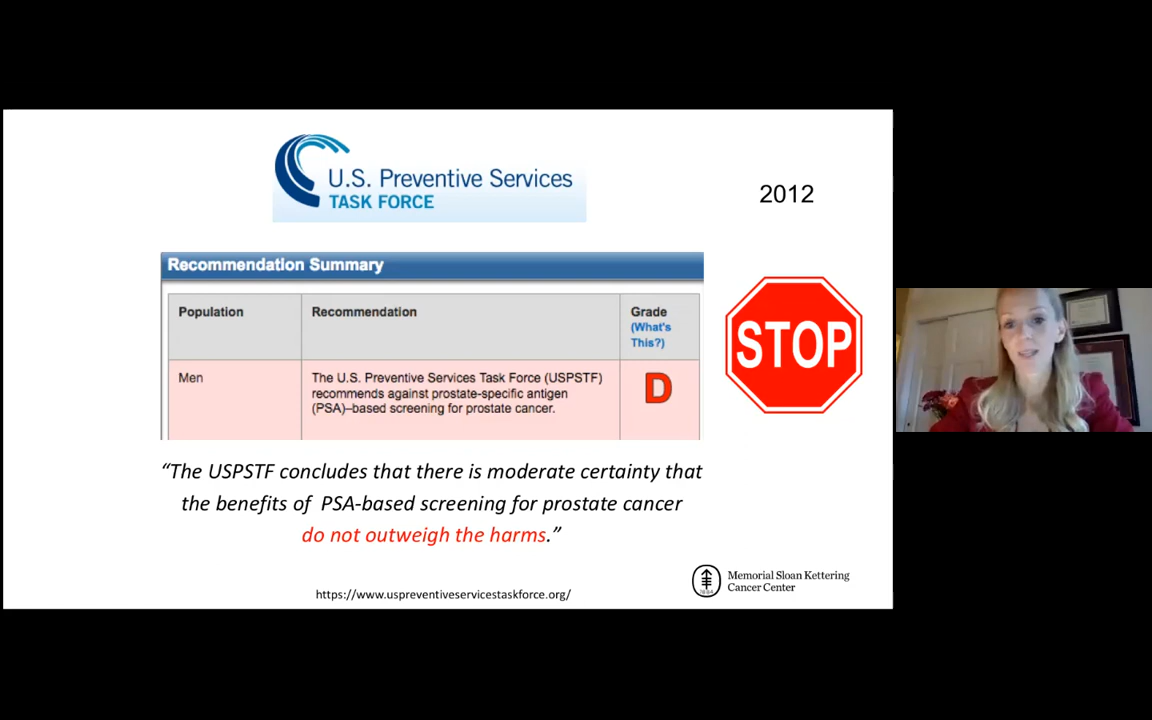 U.S. Preventive Services
TASK FORCE
2012
Recommendation Summary
Population
Recommendation
Grade
(What's
This?)
Men
The U.S. Preventive Services Task Force (USPSTF)
recommends against prostate-specific antigen
(PSA)–based screening for prostate cancer.
D
STOP
“The USPSTF concludes that there is moderate certainty that
the benefits of PSA-based screening for prostate cancer
do not outweigh the harms.”
https://www.uspreventiveservicestaskforce.org/
Memorial Sloan Kettering
Cancer Center